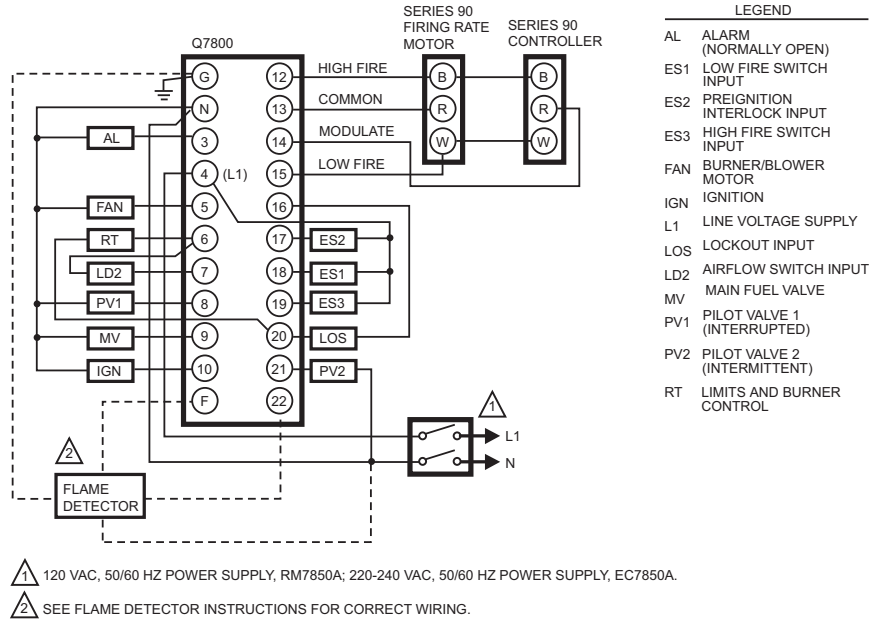 SERIES 90
FIRING RATE
MOTOR
SERIES 90
CONTROLLER
Q7800
G
N
3
4
(L1)
5
6
7
8
9
10
F
12
13
14
15
16
17
18
19
20
21
22
HIGH FIRE
COMMON
MODULATE
LOW FIRE
B
R
W
B
R
W
AL
FAN
RT
LD2
PV1
MV
IGN
ES2
ES1
ES3
LOS
PV2
1
L1
N
2
FLAME
DETECTOR
LEGEND
AL ALARM
(NORMALLY OPEN)
ES1 LOW FIRE SWITCH
INPUT
ES2 PREIGNITION
INTERLOCK INPUT
ES3 HIGH FIRE SWITCH
INPUT
FAN BURNER/BLOWER
MOTOR
IGN IGNITION
L1 LINE VOLTAGE SUPPLY
LOS LOCKOUT INPUT
LD2 AIRFLOW SWITCH INPUT
MV MAIN FUEL VALVE
PV1 PILOT VALVE 1
(INTERRUPTED)
PV2 PILOT VALVE 2
(INTERMITTENT)
RT LIMITS AND BURNER
CONTROL
1 120 VAC, 50/60 HZ POWER SUPPLY, RM7850A; 220-240 VAC, 50/60 HZ POWER SUPPLY, EC7850A.
2 SEE FLAME DETECTOR INSTRUCTIONS FOR CORRECT WIRING.